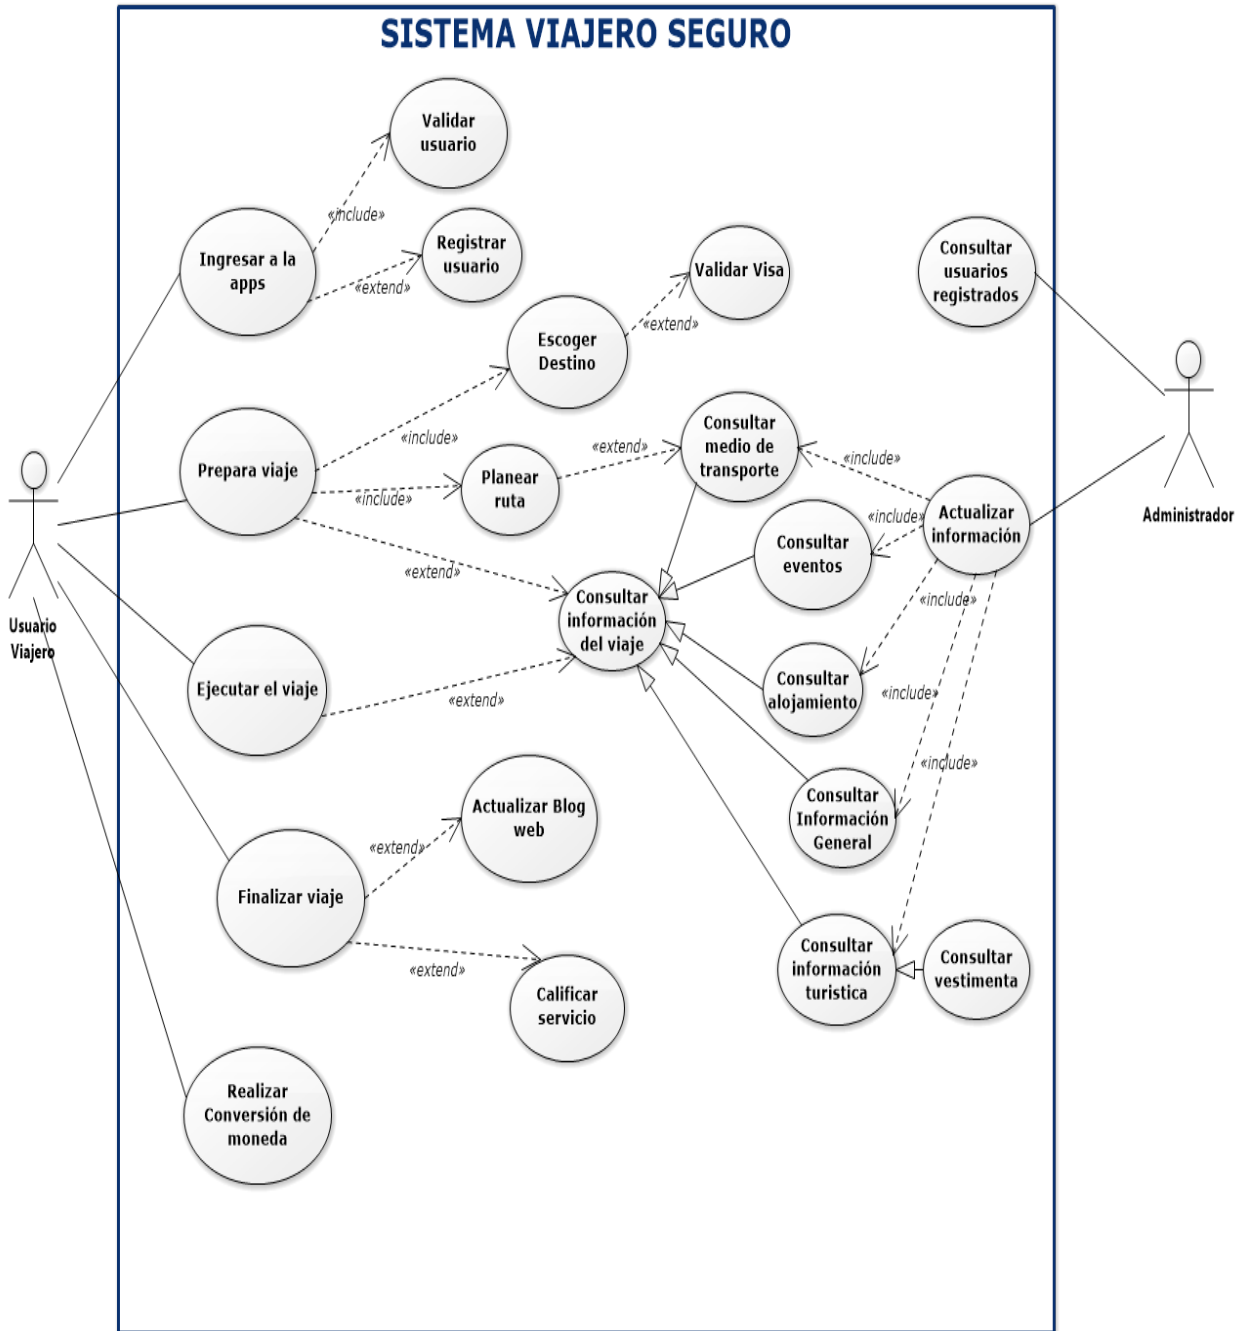 SISTEMA VIAJERO SEGURO
Validar
usuario
«include»
Ingresar a la
apps
Registrar
usuario
«extend»
Validar Visa
«extend»
Consultar
usuarios
registrados
Escoger
Destino
«include»
Prepara viaje
«include»
Planear
ruta
«extend»
Consultar
medio de
transporte
«include»
Actualizar
información
«include»
Consultar
eventos
Administrador
«extend»
Consultar
información
del viaje
«include»
Usuario
Viajero
Ejecutar el viaje
«extend»
Consultar
alojamiento
«include»
«include»
Consultar
Información
General
Actualizar Blog
web
«extend»
Finalizar viaje
«extend»
Calificar
servicio
Consultar
información
turistica
Consultar
vestimenta
Realizar
Conversión de
moneda